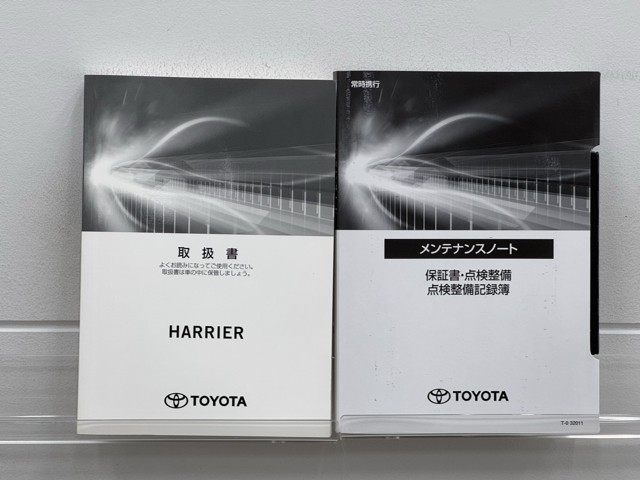 取扱書
よくお読みになってご使用ください。
取扱書は車の中に保管しましょう。
HARRIER
TOYOTA
常時携行
メンテナンスノート
保証書・点検整備
点検整備記録簿
TOYOTA
T-0 32011